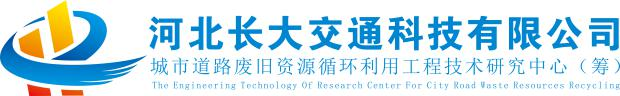 河北长大交通科技有限公司
城市道路废旧资源循环利用工程技术研究中心（筹）
The Engineering Technology Of Research Center For City Road Waste Resources Recycling